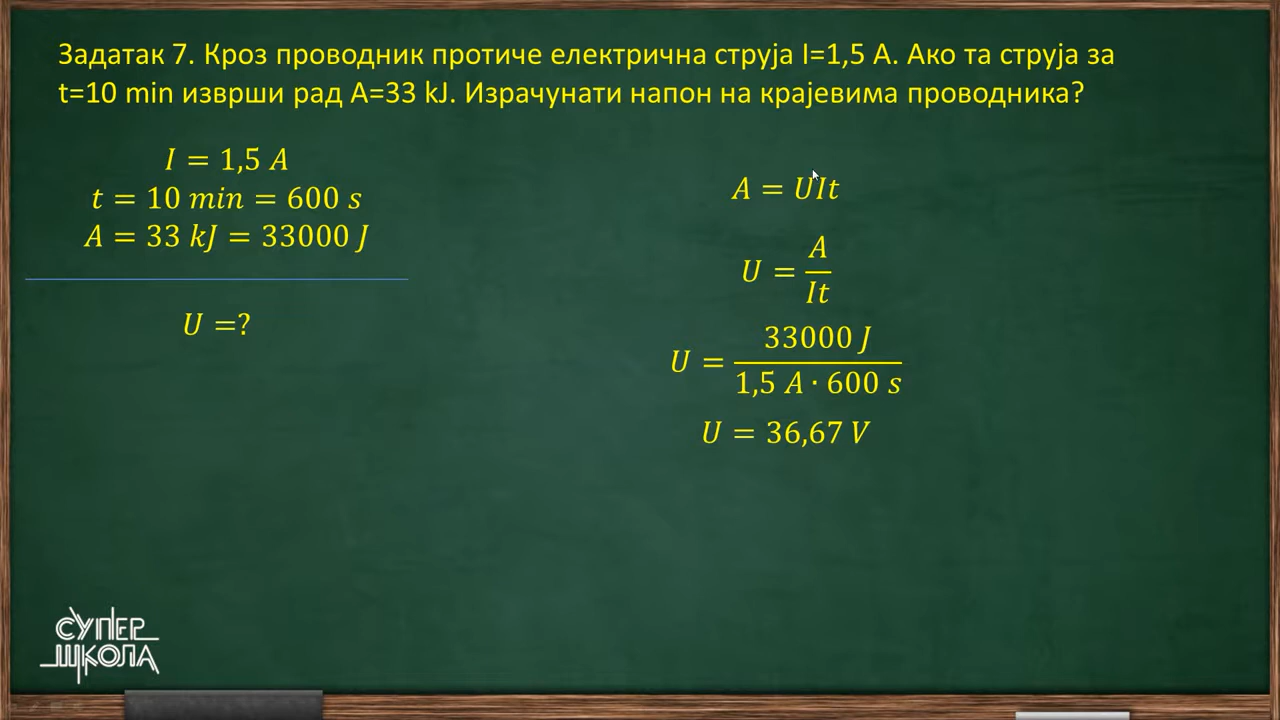 Задатак 7. Кроз проводник протиче електрична струја I=1,5 A. Ако та струја за
t=10 min изврши рад A=33 kJ. Израчунати напон на крајевима проводника?
I = 1,5 A
t = 10 min = 600 s
A = 33 kJ = 33000 J
U =?
A = UIt
U = A/It
U = 33000 J/1,5 A · 600 s
U = 36,67 V
СУПЕР
ШКОЛА